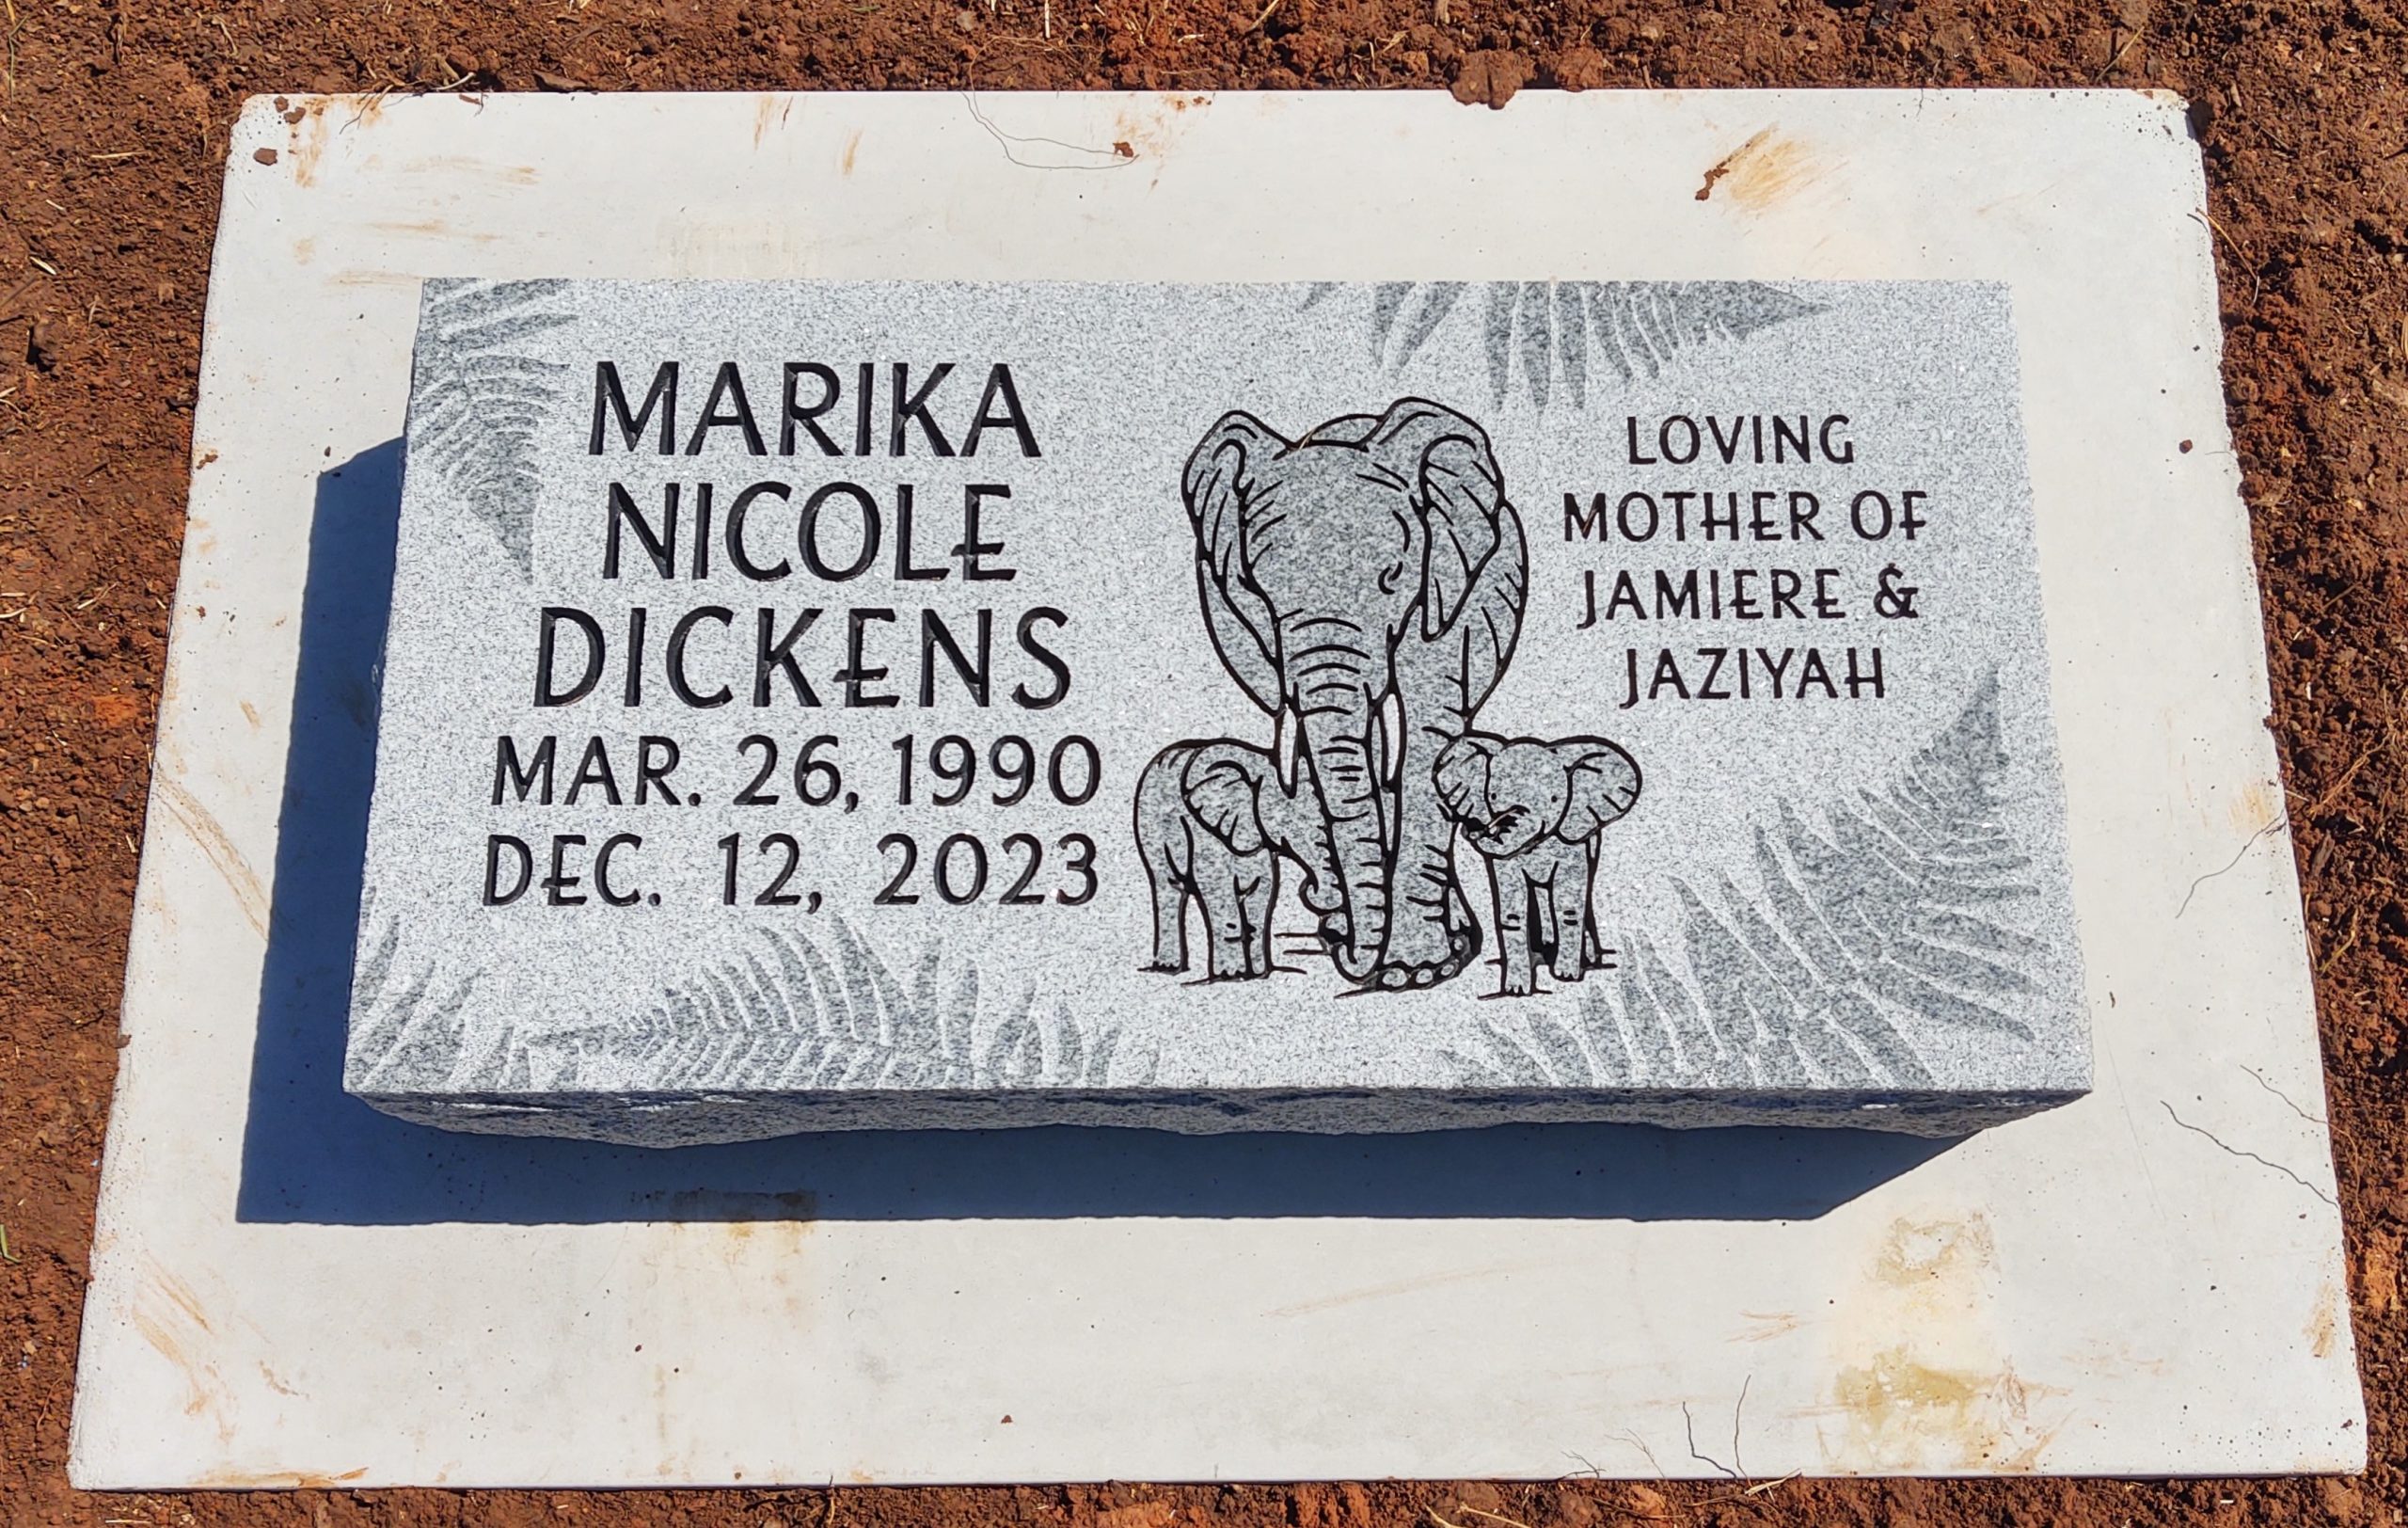 MARIKA
NICOLE
DICKENS
MAR. 26, 1990
DEC. 12, 2023
LOVING
MOTHER OF
JAMIERE &
JAZIYAH